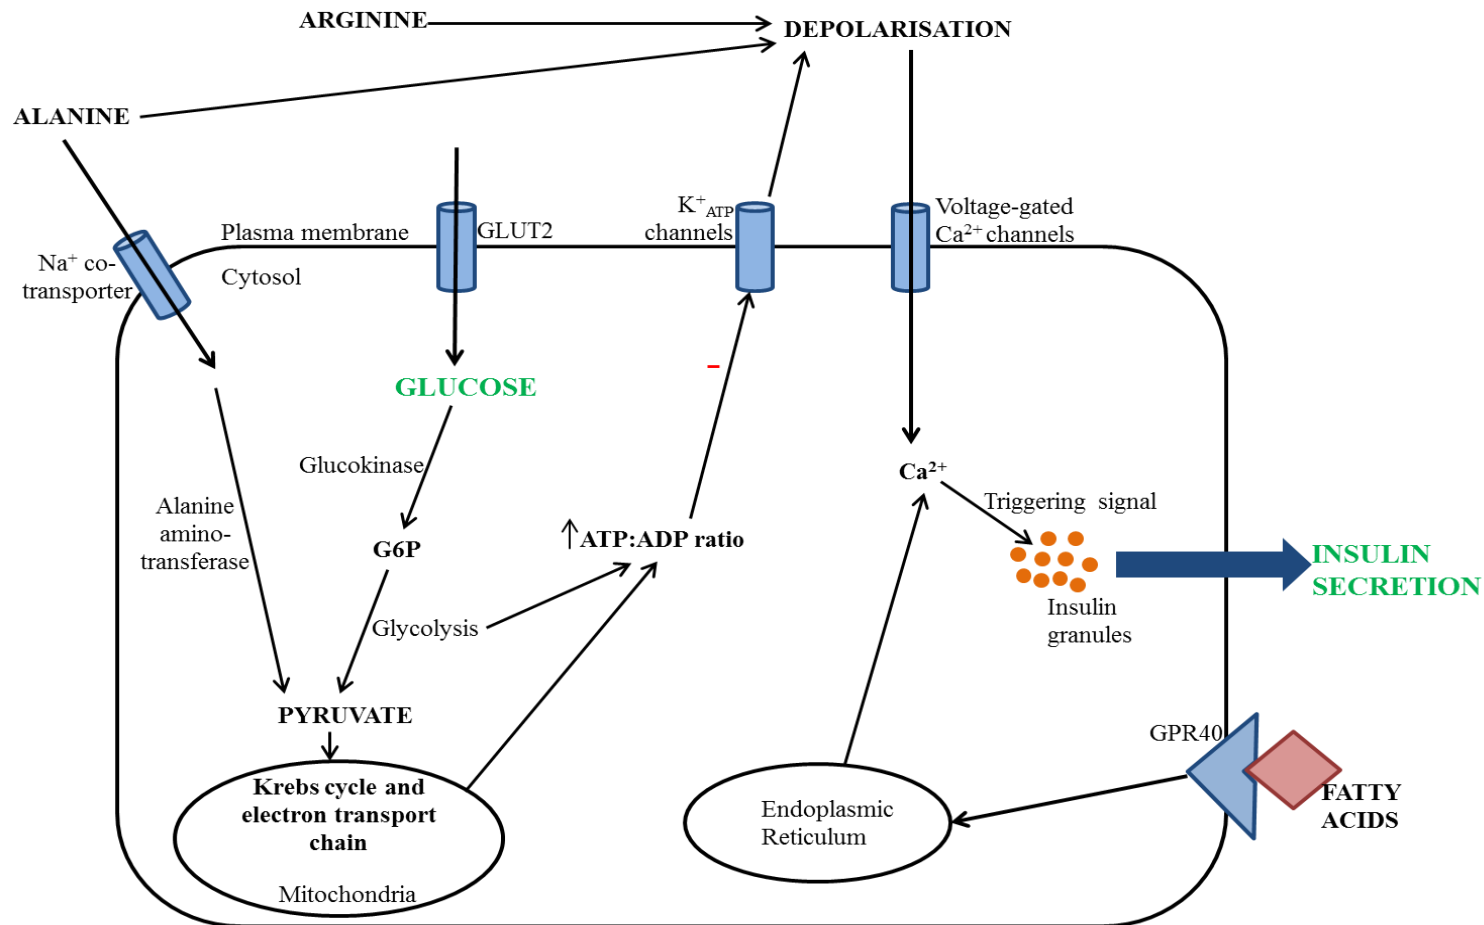 ARGININE
DEPOLARISATION
ALANINE
K⁺ATP
channels
Voltage-gated
Ca²⁺ channels
Plasma membrane
GLUT2
Na⁺ co-
transporter
Cytosol
GLUCOSE
Glucokinase
Ca²⁺
Triggering signal
Alanine
amino-
transferase
G6P
↑ATP:ADP ratio
INSULIN
SECRETION
Insulin
granules
Glycolysis
PYRUVATE
GPR40
Krebs cycle and
electron transport
chain
Mitochondria
Endoplasmic
Reticulum
FATTY
ACIDS